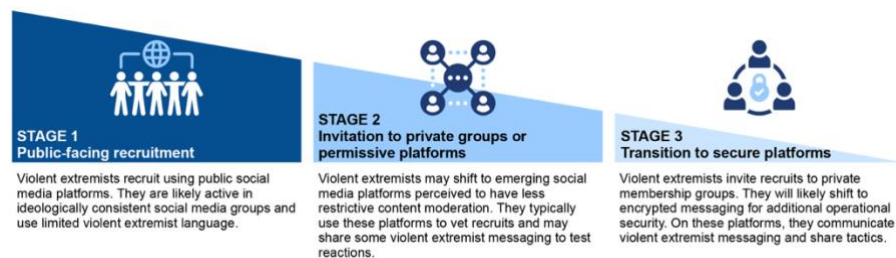 STAGE 1
Public-facing recruitment
Violent extremists recruit using public social
media platforms. They are likely active in
ideologically consistent social media groups and
use limited violent extremist language.
STAGE 2
Invitation to private groups or
permissive platforms
Violent extremists may shift to emerging social
media platforms perceived to have less
restrictive content moderation. They typically
use these platforms to vet recruits and may
share some violent extremist messaging to test
reactions.
STAGE 3
Transition to secure platforms
Violent extremists invite recruits to private
membership groups. They will likely shift to
encrypted messaging for additional operational
security. On these platforms, they communicate
violent extremist messaging and share tactics.